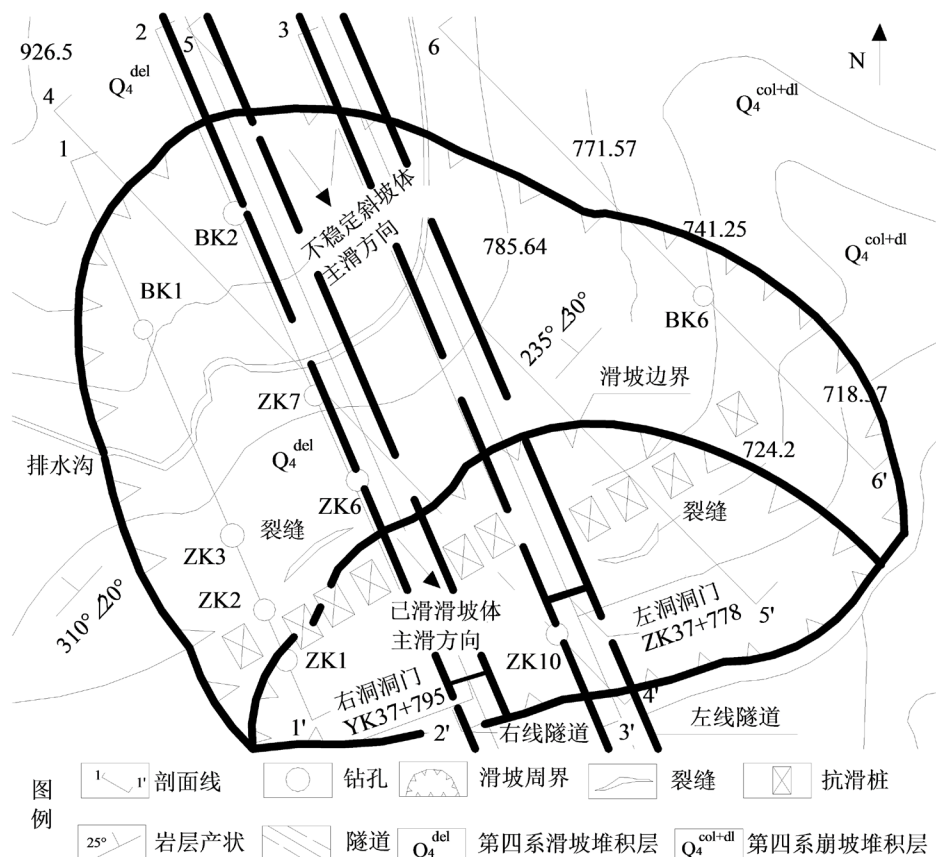 2
5
3
6
N
926.5
Q₄ᵈᵉˡ
Q₄ᶜᵒˡ⁺ᵈˡ
4
1
771.57
不稳定斜坡体
主滑方向
BK2
785.64
741.25
Q₄ᶜᵒˡ⁺ᵈˡ
BK1
BK6
235° ∠30°
滑坡边界
ZK7
718.57
724.2
排水沟
Q₄ᵈᵉˡ
6'
ZK6
裂缝
裂缝
ZK3
310° ∠20°
ZK2
已滑滑坡体
主滑方向
左洞洞门
ZK37+778
5'
ZK1
ZK10
右洞洞门
YK37+795
4'
1'
2'
右线隧道
3'
左线隧道
图例
1 1' 剖面线
钻孔
滑坡周界
裂缝
抗滑桩
25° 岩层产状
隧道
Q₄ᵈᵉˡ 第四系滑坡堆积层
Q₄ᶜᵒˡ⁺ᵈˡ 第四系崩坡堆积层